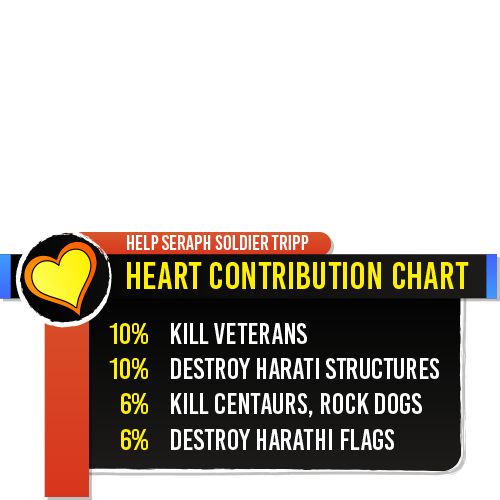 HELP SERAPH SOLDIER TRIPP
HEART CONTRIBUTION CHART
10% KILL VETERANS
10% DESTROY HARATI STRUCTURES
6% KILL CENTAURS, ROCK DOGS
6% DESTROY HARATHI FLAGS